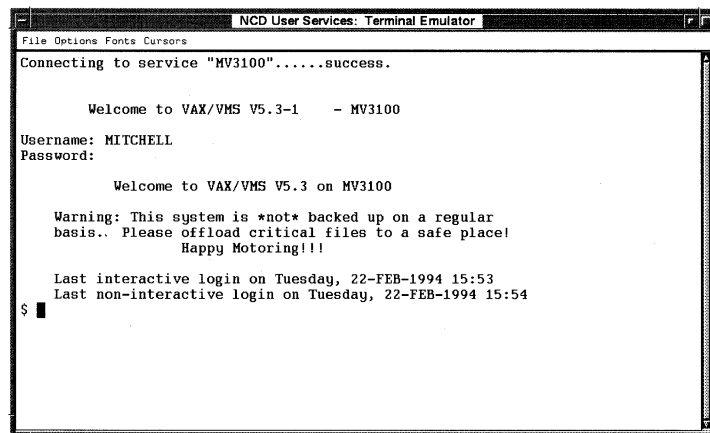 NCD User Services: Terminal Emulator
File Options Fonts Cursors
Connecting to service "MV3100"......success.
Welcome to VAX/VMS V5.3-1    - MV3100
Username: MITCHELL
Password:
Welcome to VAX/VMS V5.3 on MV3100
Warning: This system is *not* backed up on a regular
basis.. Please offload critical files to a safe place!
Happy Motoring!!!
Last interactive login on Tuesday, 22-FEB-1994 15:53
Last non-interactive login on Tuesday, 22-FEB-1994 15:54
$